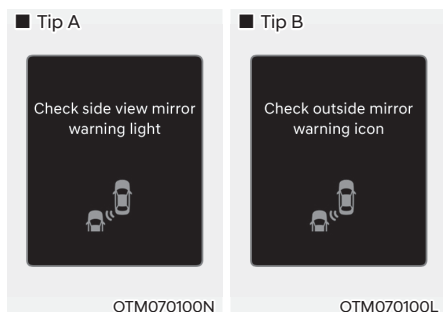 ■ Tip A
Check side view mirror
warning light
OTM070100N
■ Tip B
Check outside mirror
warning icon
OTM070100L